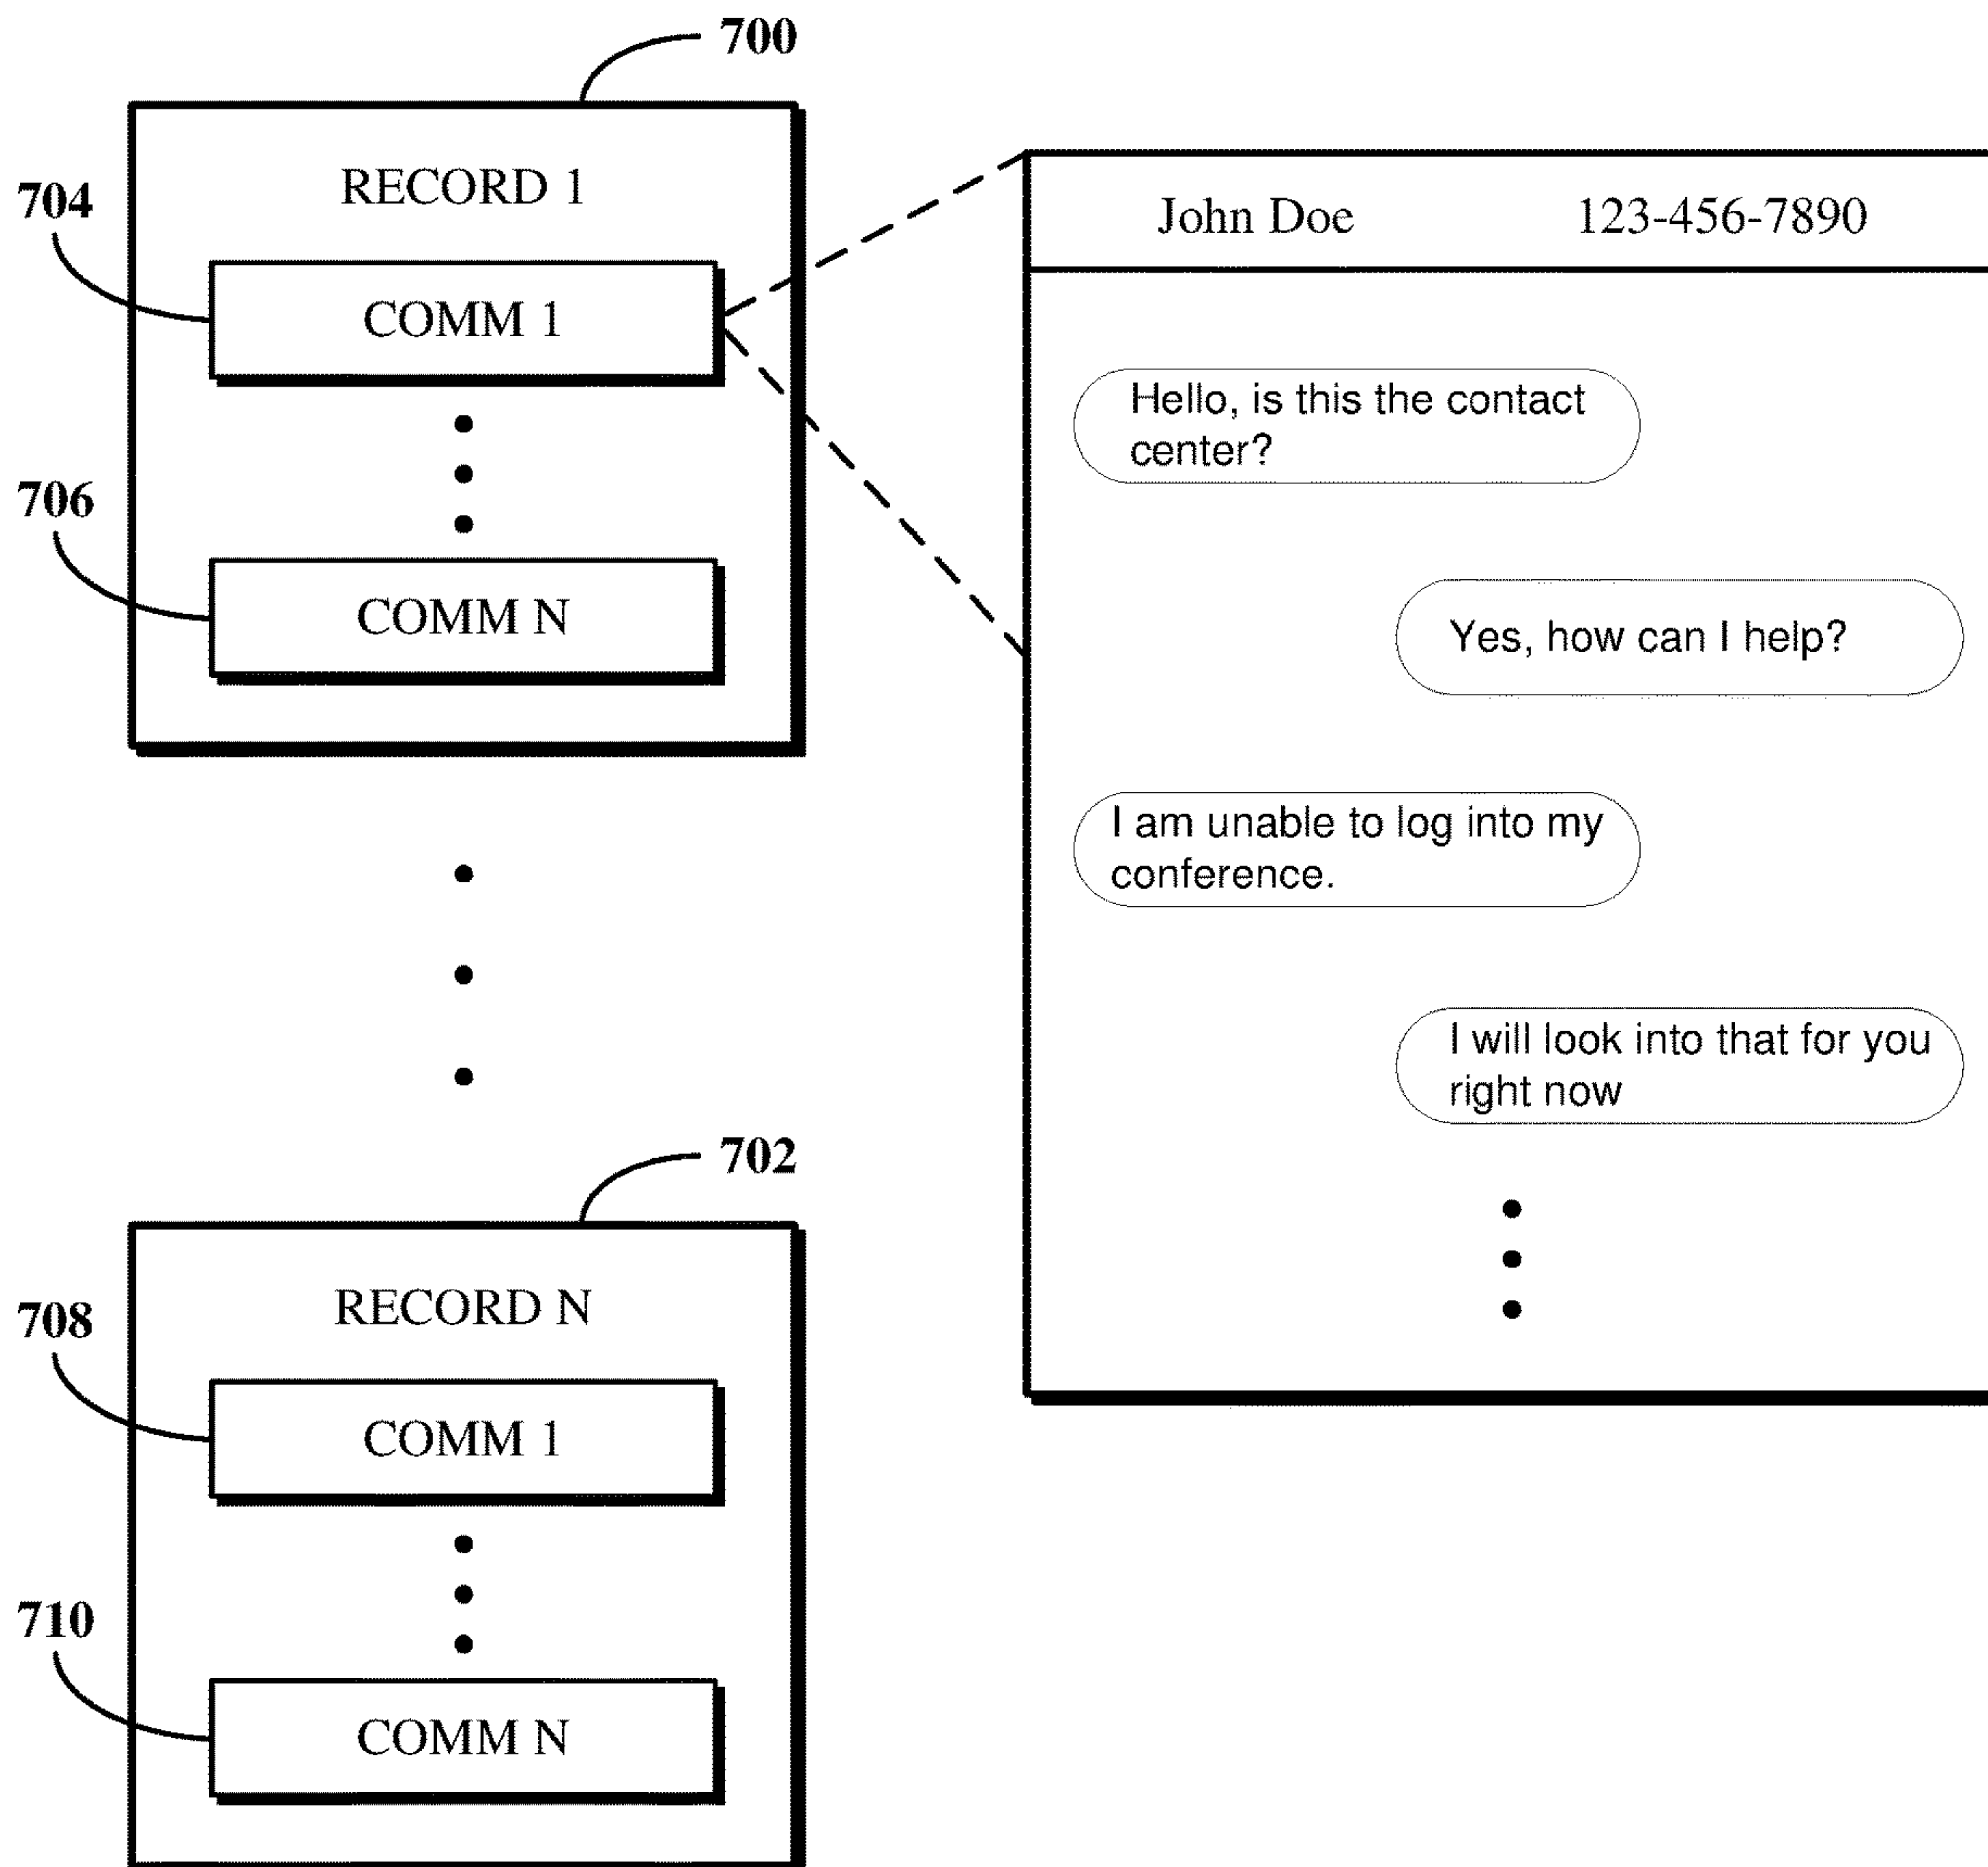 700
RECORD 1
704
COMM 1
706
COMM N
John Doe 123-456-7890
Hello, is this the contact
center?
Yes, how can I help?
I am unable to log into my
conference.
I will look into that for you
right now
702
RECORD N
708
COMM 1
710
COMM N